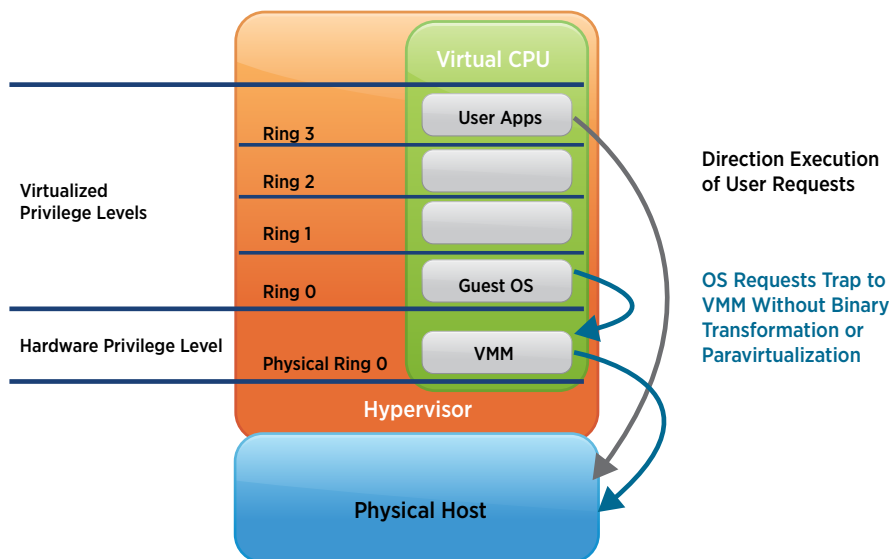 Virtual CPU
User Apps
Ring 3
Direction Execution
of User Requests
Ring 2
Virtualized
Privilege Levels
Ring 1
Ring 0
Guest OS
OS Requests Trap to
VMM Without Binary
Transformation or
Paravirtualization
Hardware Privilege Level
Physical Ring 0
VMM
Hypervisor
Physical Host